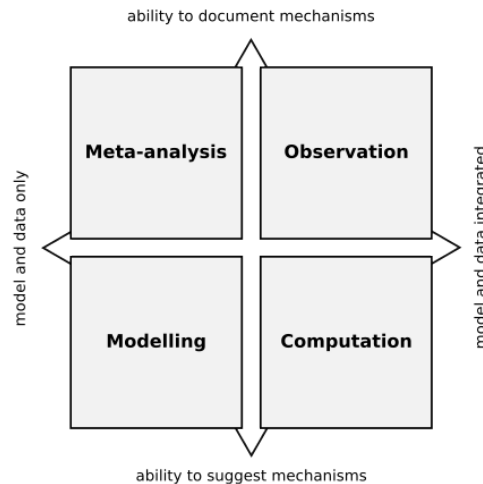 ability to document mechanisms
Meta-analysis
Observation
model and data only
model and data integrated
Modelling
Computation
ability to suggest mechanisms